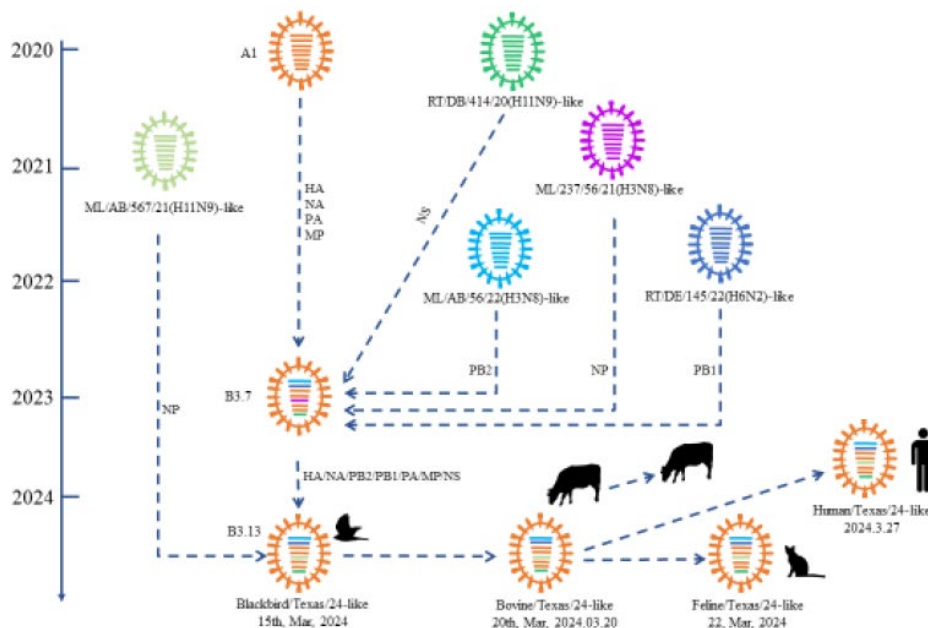 2020
A1
RT/DB/414/20(H11N9)-like
2021
ML/AB/567/21(H11N9)-like
HA
NA
PA
MP
NS
ML/237/56/21(H3N8)-like
2022
ML/AB/56/22(H3N8)-like
RT/DE/145/22(H6N2)-like
PB2
NP
PB1
2023
B3.7
NP
HA/NA/PB2/PB1/PA/MP/NS
2024
B3.13
Human/Texas/24-like
2024.3.27
Blackbird/Texas/24-like
15th, Mar, 2024
Bovine/Texas/24-like
20th, Mar, 2024.03.20
Feline/Texas/24-like
22, Mar, 2024